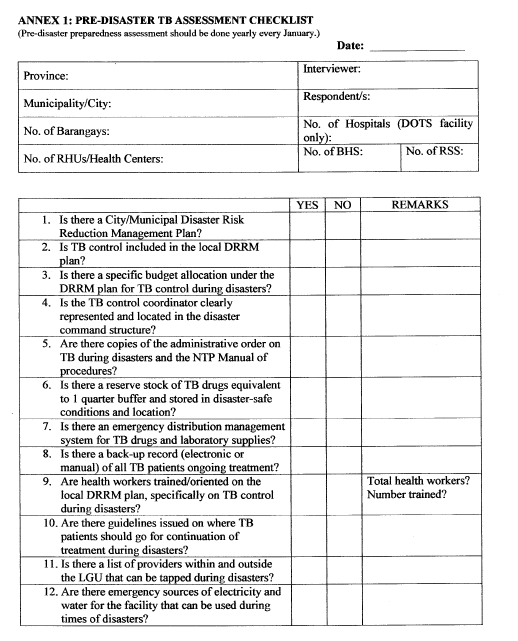 ANNEX 1: PRE-DISASTER TB ASSESSMENT CHECKLIST
(Pre-disaster preparedness assessment should be done yearly every January.)
Date:
Province:
Interviewer:
Municipality/City:
Respondent/s:
No. of Barangays:
No. of Hospitals (DOTS facility
only):
No. of RHUs/Health Centers:
No. of BHS:
No. of RSS:
YES NO REMARKS
1. Is there a City/Municipal Disaster Risk
Reduction Management Plan?
2. Is TB control included in the local DRRM
plan?
3. Is there a specific budget allocation under the
DRRM plan for TB control during disasters?
4. Is the TB control coordinator clearly
represented and located in the disaster
command structure?
5. Are there copies of the administrative order on
TB during disasters and the NTP Manual of
procedures?
6. Is there a reserve stock of TB drugs equivalent
to 1 quarter buffer and stored in disaster-safe
conditions and location?
7. Is there an emergency distribution management
system for TB drugs and laboratory supplies?
8. Is there a back-up record (electronic or
manual) of all TB patients ongoing treatment?
9. Are health workers trained/oriented on the
local DRRM plan, specifically on TB control
during disasters?
Total health workers?
Number trained?
10. Are there guidelines issued on where TB
patients should go for continuation of
treatment during disasters?
11. Is there a list of providers within and outside
the LGU that can be tapped during disasters?
12. Are there emergency sources of electricity and
water for the facility that can be used during
times of disasters?